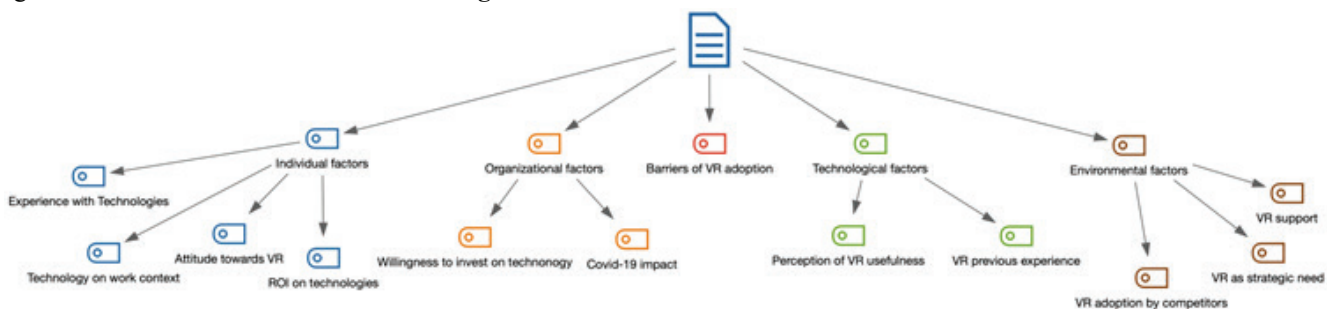 Individual factors
Organizational factors
Barriers of VR adoption
Technological factors
Environmental factors
Experience with Technologies
Technology on work context
Attitude towards VR
ROI on technologies
Willingness to invest on technonogy
Covid-19 impact
Perception of VR usefulness
VR previous experience
VR adoption by competitors
VR as strategic need
VR support